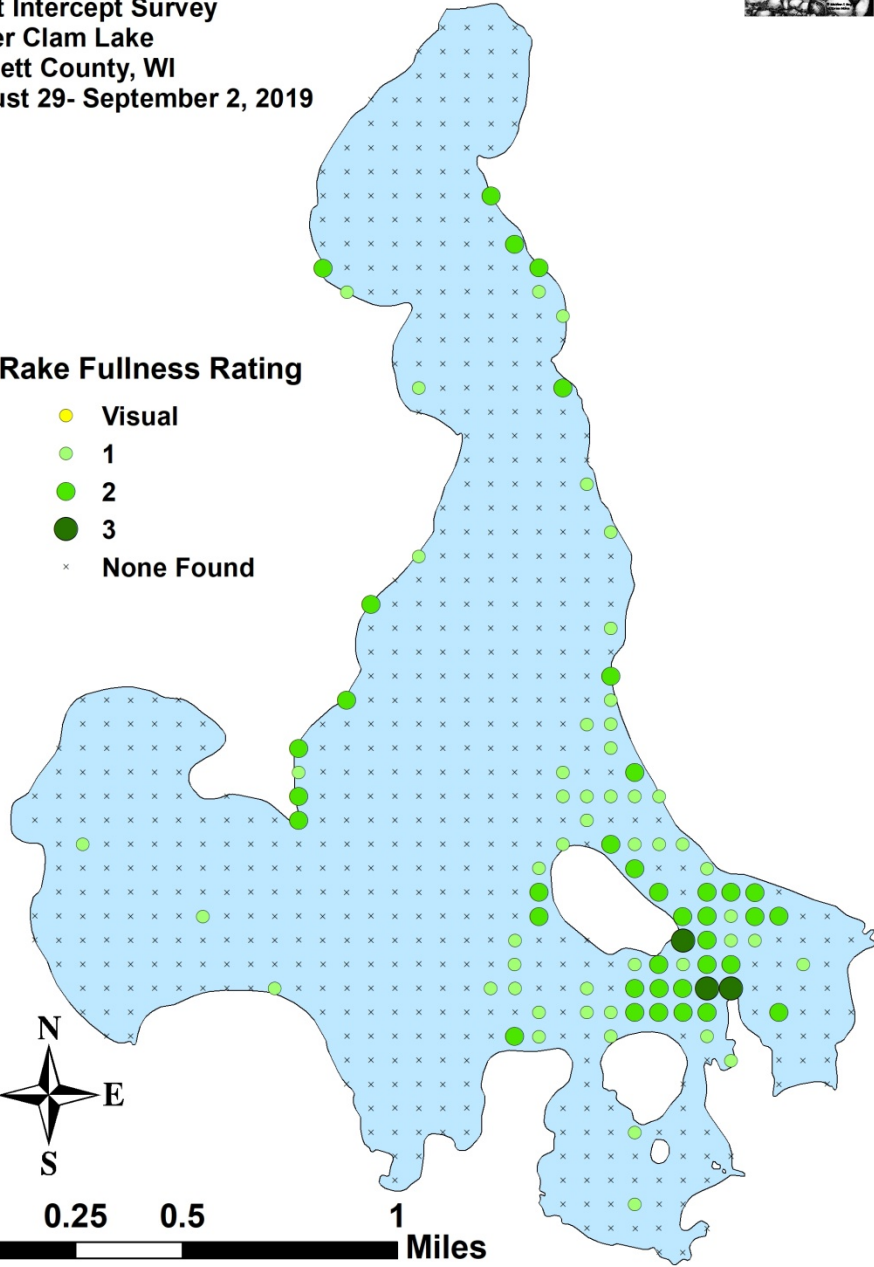 t Intercept Survey
er Clam Lake
ett County, WI
ust 29- September 2, 2019
Rake Fullness Rating
Visual
1
2
3
None Found
N
E
S
0.25 0.5 1
Miles